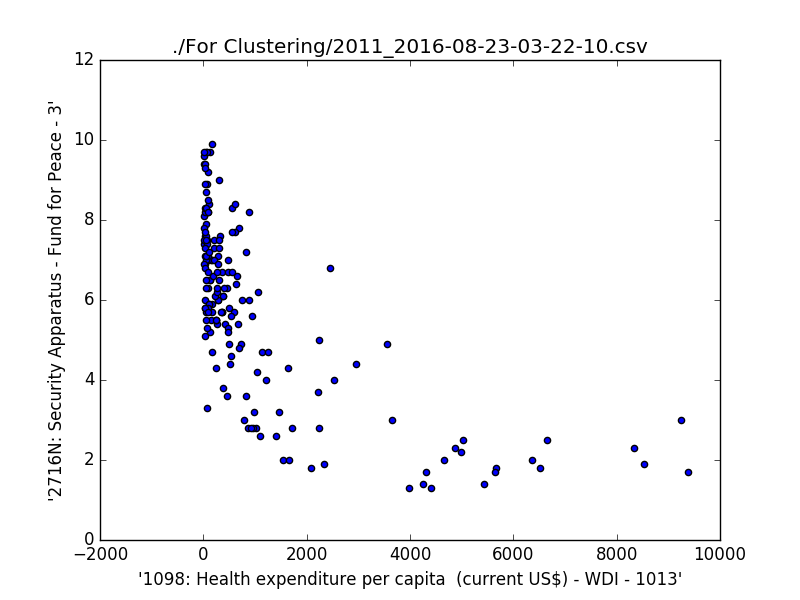 ./For Clustering/2011_2016-08-23-03-22-10.csv
12
10
8
6
4
2
0
'2716N: Security Apparatus - Fund for Peace - 3'
−2000 0 2000 4000 6000 8000 10000
'1098: Health expenditure per capita  (current US$) - WDI - 1013'